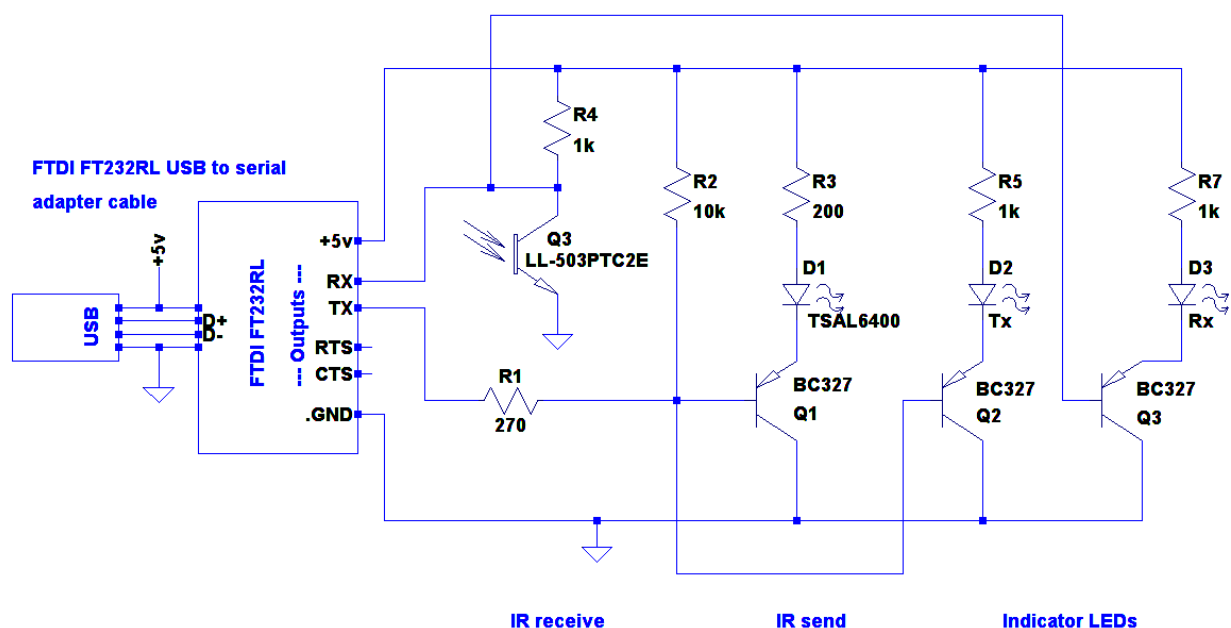 FTDI FT232RL USB to serial
adapter cable
+5v
USB
D+
D-
FTDI FT232RL
--- Outputs ---
+5v
RX
TX
RTS
CTS
.GND
R4
1k
Q3
LL-503PTC2E
R1
270
R2
10k
R3
200
D1
TSAL6400
BC327
Q1
R5
1k
D2
Tx
BC327
Q2
R7
1k
D3
Rx
BC327
Q3
IR receive
IR send
Indicator LEDs